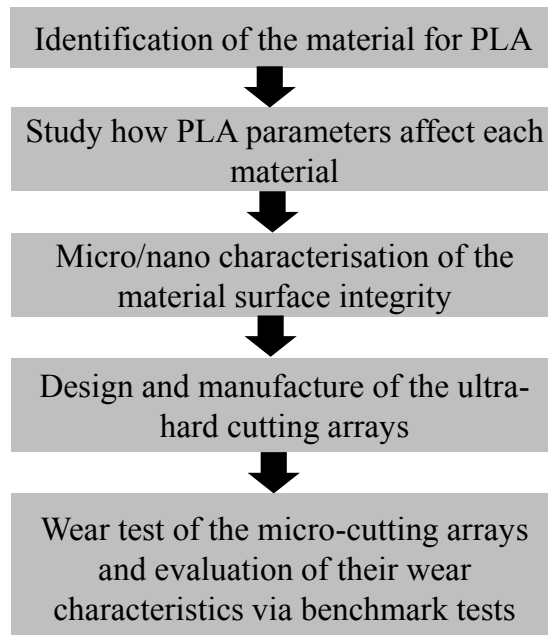 Identification of the material for PLA
Study how PLA parameters affect each
material
Micro/nano characterisation of the
material surface integrity
Design and manufacture of the ultra-
hard cutting arrays
Wear test of the micro-cutting arrays
and evaluation of their wear
characteristics via benchmark tests